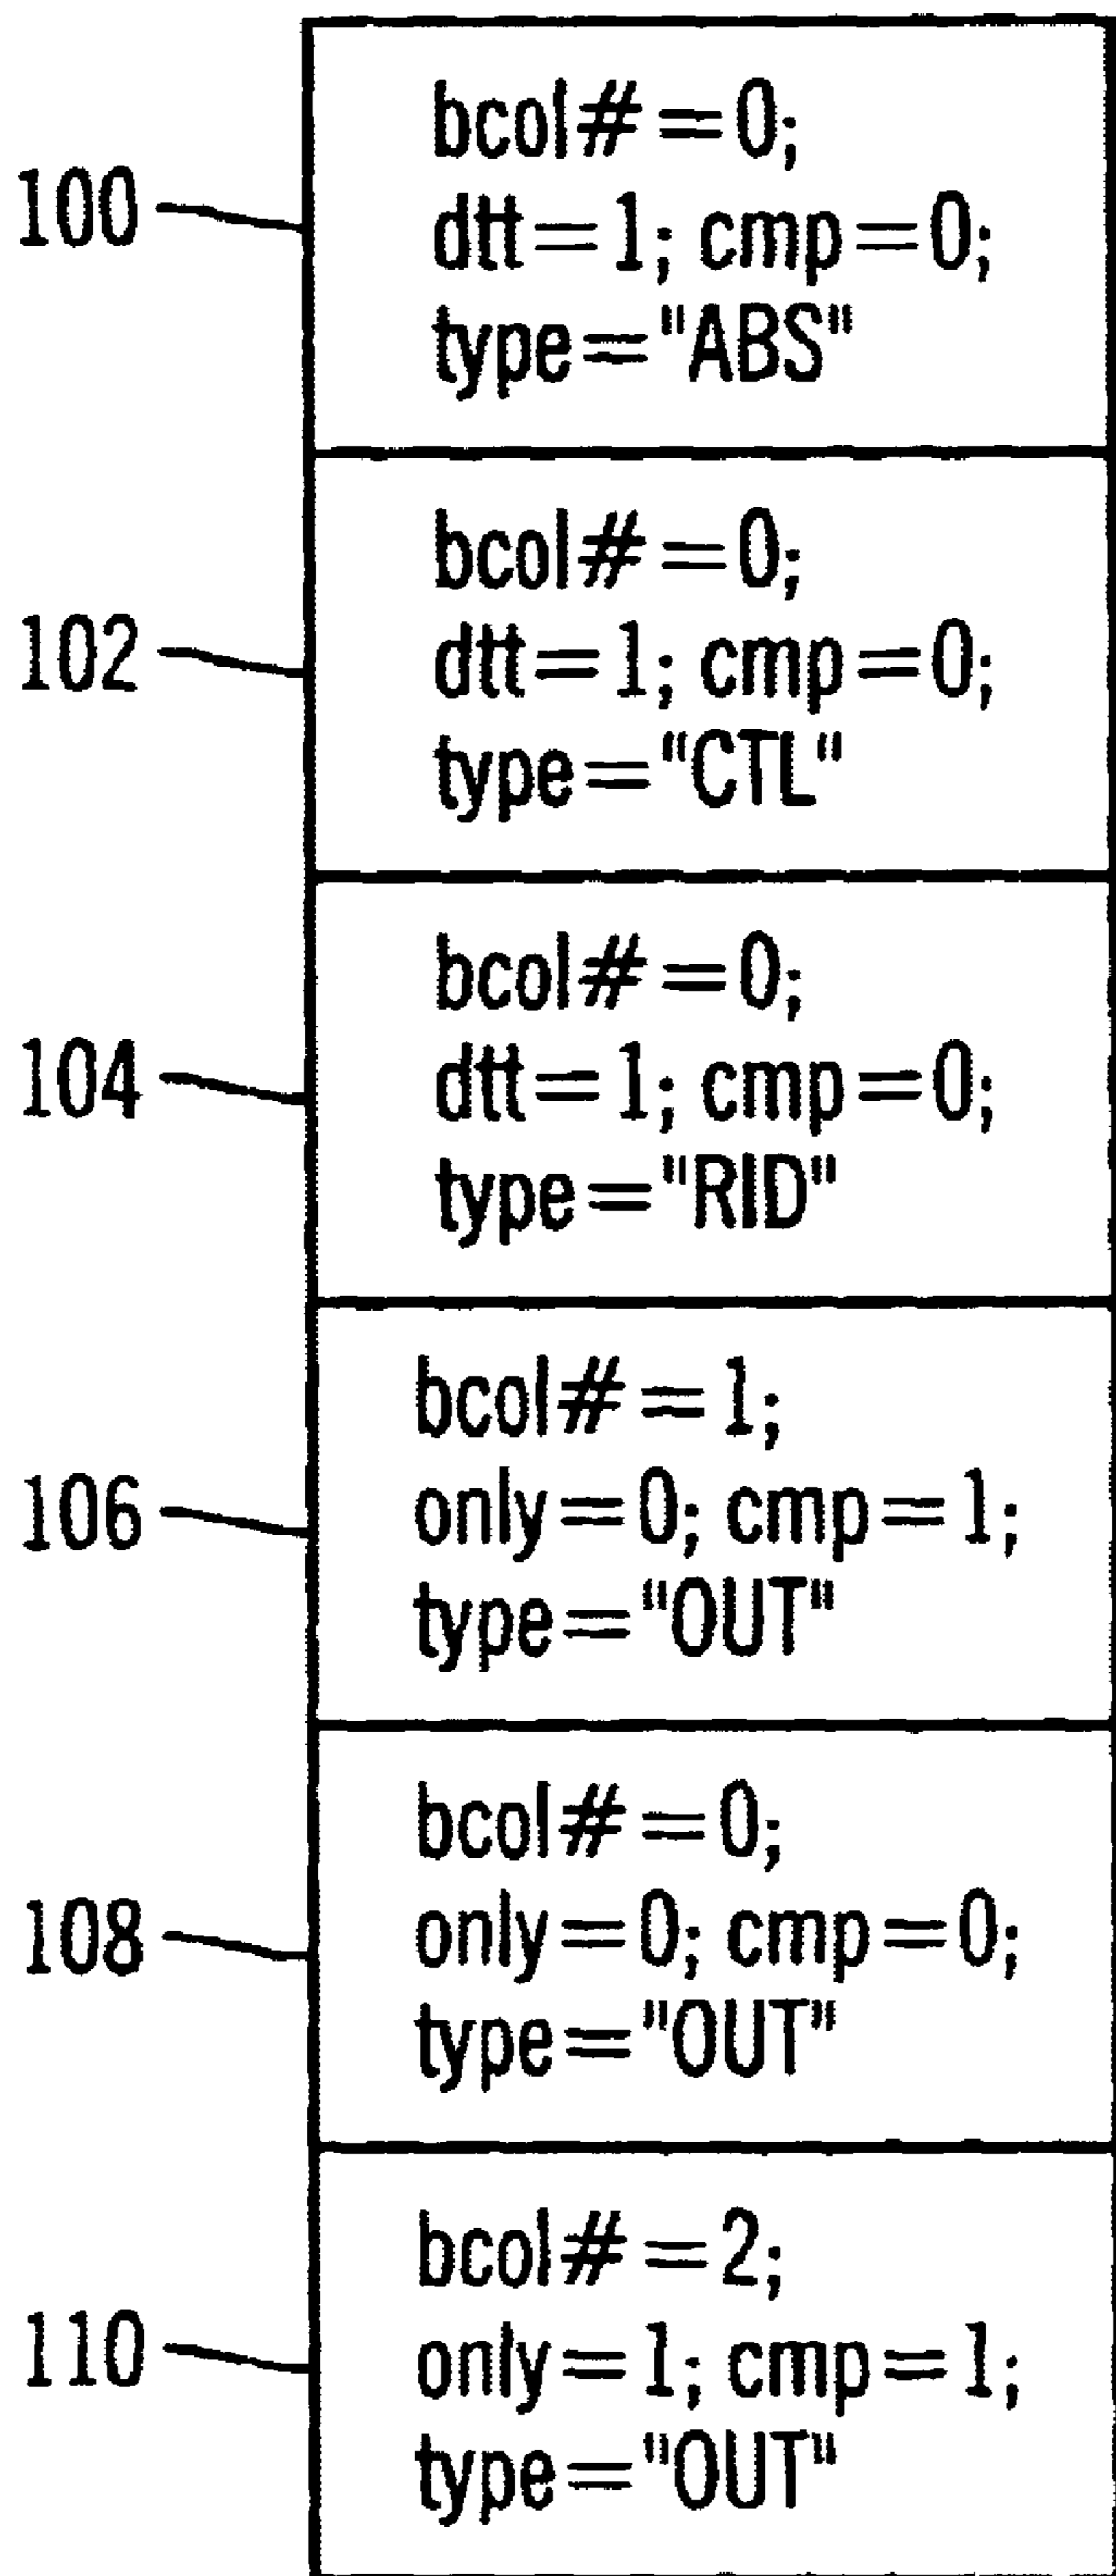 100
bcol#=0;
dtt=1; cmp=0;
type="ABS"
102
bcol#=0;
dtt=1; cmp=0;
type="CTL"
104
bcol#=0;
dtt=1; cmp=0;
type="RID"
106
bcol#=1;
only=0; cmp=1;
type="OUT"
108
bcol#=0;
only=0; cmp=0;
type="OUT"
110
bcol#=2;
only=1; cmp=1;
type="OUT"